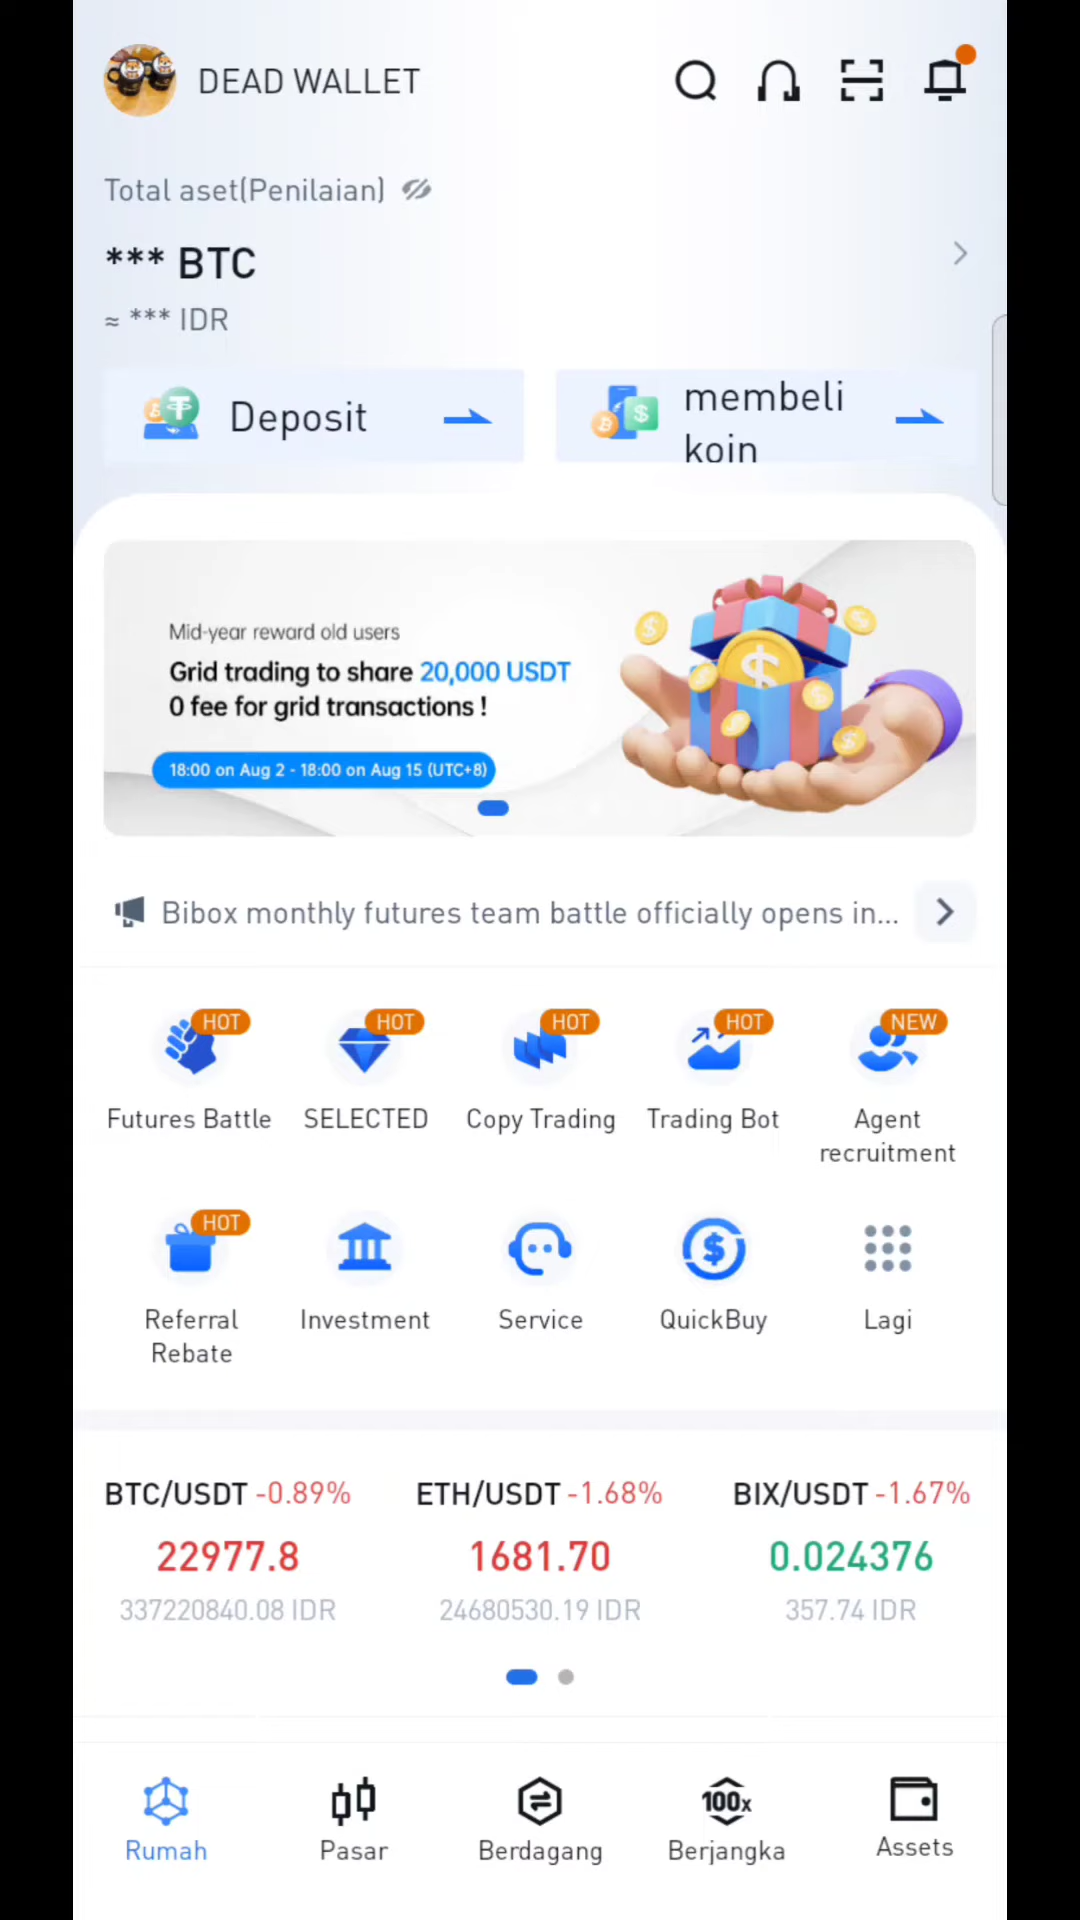 DEAD WALLET
Total aset(Penilaian)
*** BTC
≈ *** IDR
Deposit
membeli
koin
Mid-year reward old users
Grid trading to share 20,000 USDT
0 fee for grid transactions !
18:00 on Aug 2 - 18:00 on Aug 15 (UTC+8)
Bibox monthly futures team battle officially opens in...
HOT HOT HOT HOT NEW
Futures Battle SELECTED Copy Trading Trading Bot Agent
recruitment
HOT
Referral Investment Service QuickBuy Lagi
Rebate
BTC/USDT -0.89% ETH/USDT -1.68% BIX/USDT -1.67%
22977.8 1681.70 0.024376
337220840.08 IDR 24680530.19 IDR 357.74 IDR
100x
Rumah Pasar Berdagang Berjangka Assets